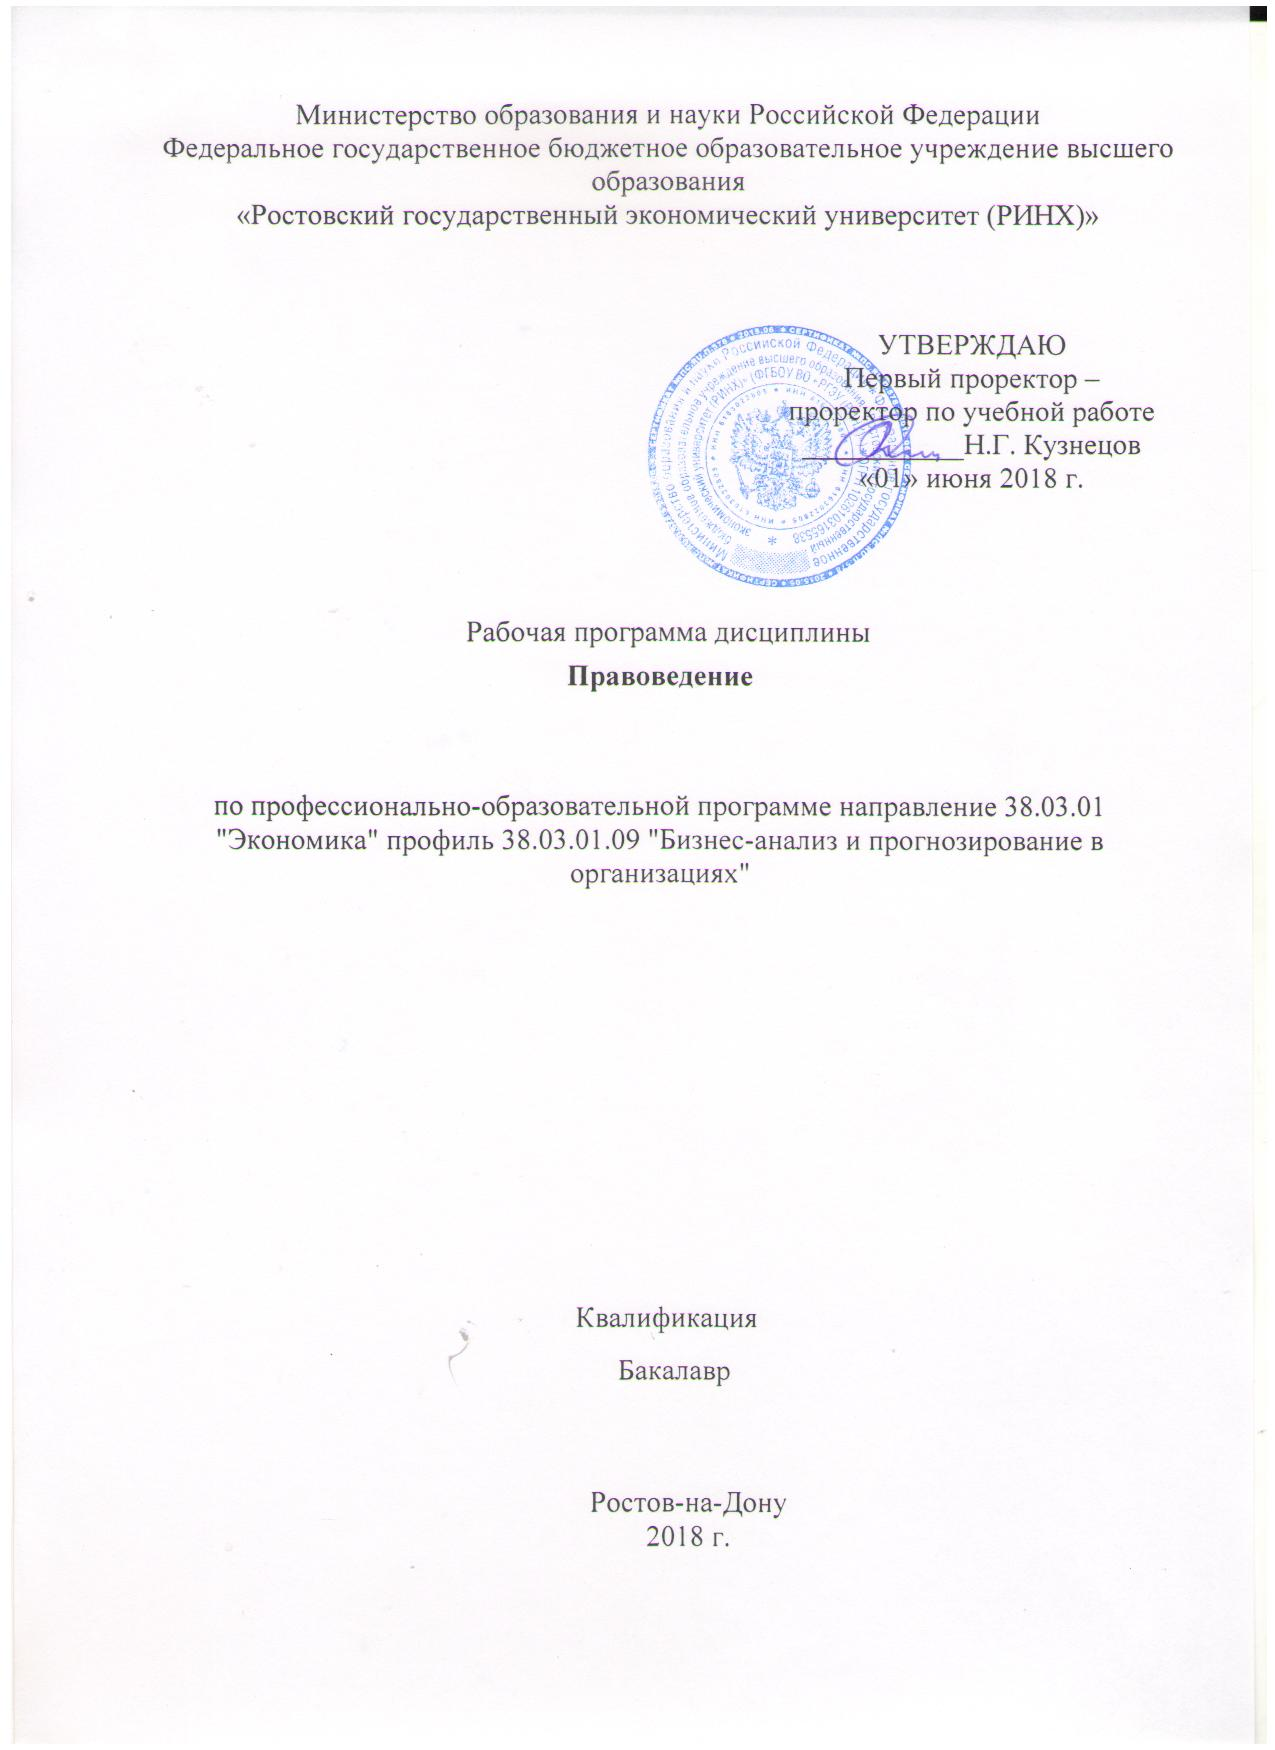 Министерство образования и науки Российской Федерации
Федеральное государственное бюджетное образовательное учреждение высшего
образования
«Ростовский государственный экономический университет (РИНХ)»
УТВЕРЖДАЮ
Первый проректор –
проректор по учебной работе
____________Н.Г. Кузнецов
«01» июня 2018 г.
Рабочая программа дисциплины
Правоведение
по профессионально-образовательной программе направление 38.03.01
"Экономика" профиль 38.03.01.09 "Бизнес-анализ и прогнозирование в
организациях"
Квалификация
Бакалавр
Ростов-на-Дону
2018 г.